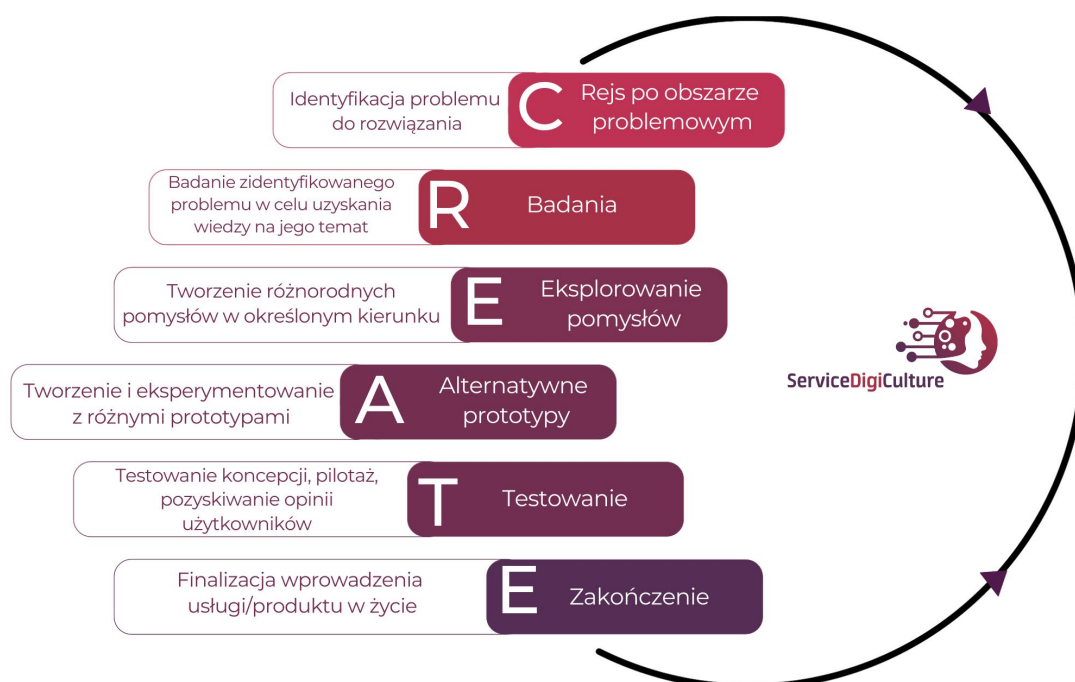 Identyfikacja problemu
do rozwiązania
C
Rejs po obszarze
problemowym
Badanie zidentyfikowanego
problemu w celu uzyskania
wiedzy na jego temat
R
Badania
Tworzenie różnorodnych
pomysłów w określonym kierunku
E
Eksplorowanie
pomysłów
ServiceDigiCulture
Tworzenie i eksperymentowanie
z różnymi prototypami
A
Alternatywne
prototypy
Testowanie koncepcji, pilotaż,
pozyskiwanie opinii
użytkowników
T
Testowanie
Finalizacja wprowadzenia
usługi/produktu w życie
E
Zakończenie